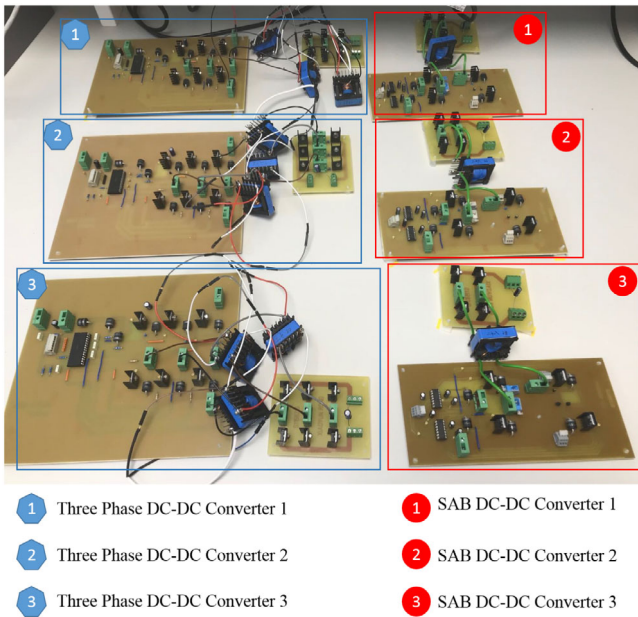 1
1
2
2
3
3
1 Three Phase DC-DC Converter 1
1 SAB DC-DC Converter 1
2 Three Phase DC-DC Converter 2
2 SAB DC-DC Converter 2
3 Three Phase DC-DC Converter 3
3 SAB DC-DC Converter 3